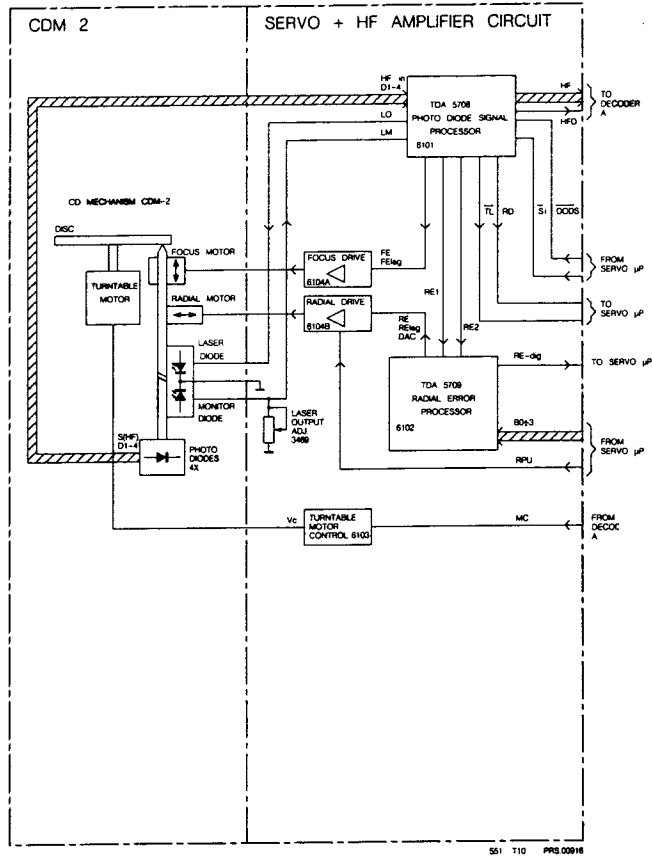 CDM 2
SERVO + HF AMPLIFIER CIRCUIT
HF in
D1-4
LO
LM
TDA 5708
PHOTO DIODE SIGNAL
PROCESSOR
6101
HF
HFD
TO
DECODER
A
TL
RD
Si
DODS
CD MECHANISM CDM-2
DISC
FOCUS MOTOR
TURNTABLE
MOTOR
RADIAL MOTOR
FOCUS DRIVE
6104A
FE
FElag
RADIAL DRIVE
6104B
RE
RElag
DAC
RE1
RE2
FROM
SERVO µP
TO
SERVO µP
LASER
DIODE
MONITOR
DIODE
LASER
OUTPUT
ADJ.
3469
TDA 5709
RADIAL ERROR
PROCESSOR
6102
RE-dig
TO SERVO µP
B0÷3
RPU
FROM
SERVO µP
S(HF)
D1-4
PHOTO
DIODES
4X
Vc
TURNTABLE
MOTOR
CONTROL 6103
MC
FROM
DECOC
A
551 T10 PRS.00916